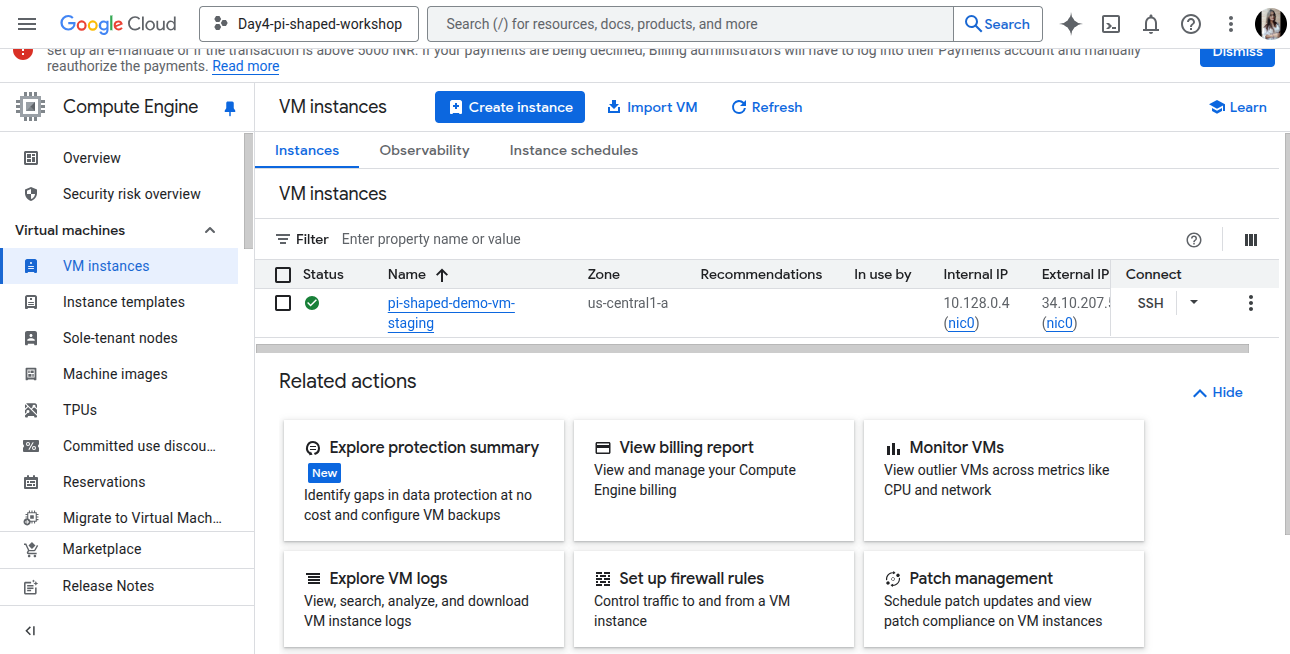 Google Cloud
Day4-pi-shaped-workshop
Search (/) for resources, docs, products, and more
Search
set up an e-mandate or if the transaction is above 5000 INR. If your payments are being declined, Billing administrators will have to log into their Payments account and manually
reauthorize the payments. Read more
Dismiss
Compute Engine
VM instances
Create instance
Import VM
Refresh
Learn
Overview
Security risk overview
Virtual machines
VM instances
Instance templates
Sole-tenant nodes
Machine images
TPUs
Committed use discou...
Reservations
Migrate to Virtual Mach...
Marketplace
Release Notes
Instances
Observability
Instance schedules
VM instances
Filter Enter property name or value
Status Name Zone Recommendations In use by Internal IP External IP Connect
pi-shaped-demo-vm- us-central1-a 10.128.0.4 34.10.207. SSH
staging (nic0) (nic0)
Related actions
Hide
Explore protection summary
New
Identify gaps in data protection at no
cost and configure VM backups
View billing report
View and manage your Compute
Engine billing
Monitor VMs
View outlier VMs across metrics like
CPU and network
Explore VM logs
View, search, analyze, and download
VM instance logs
Set up firewall rules
Control traffic to and from a VM
instance
Patch management
Schedule patch updates and view
patch compliance on VM instances